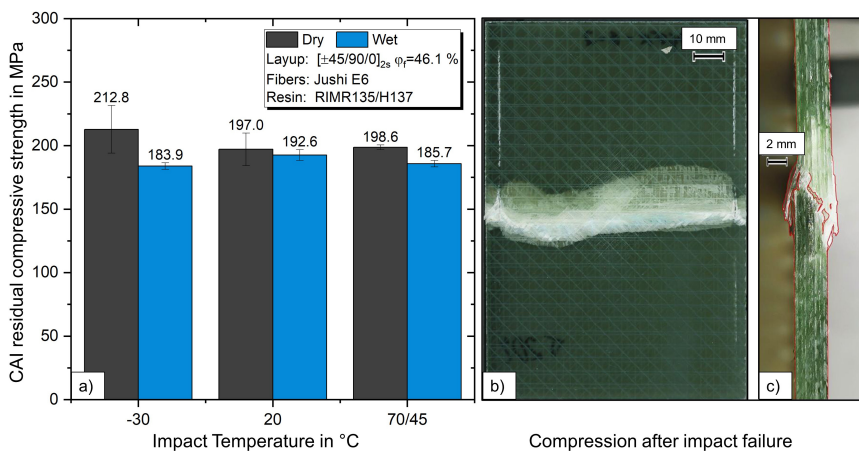 CAI residual compressive strength in MPa
300
250
200
150
100
50
0
Dry
Wet
Layup: [±45/90/0]2s φf=46.1 %
Fibers: Jushi E6
Resin: RIMR135/H137
212.8
183.9
197.0
192.6
198.6
185.7
a)
-30
20
70/45
Impact Temperature in °C
10 mm
b)
2 mm
c)
Compression after impact failure